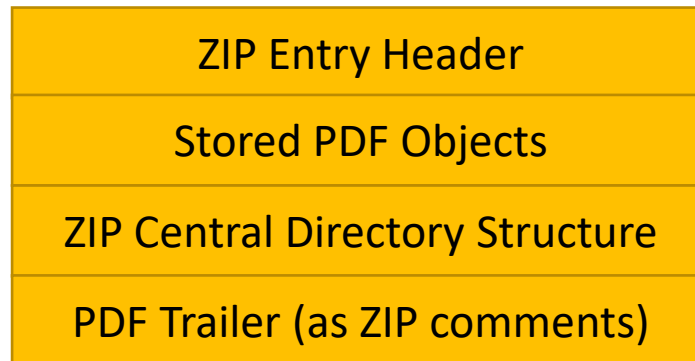 ZIP Entry Header
Stored PDF Objects
ZIP Central Directory Structure
PDF Trailer (as ZIP comments)